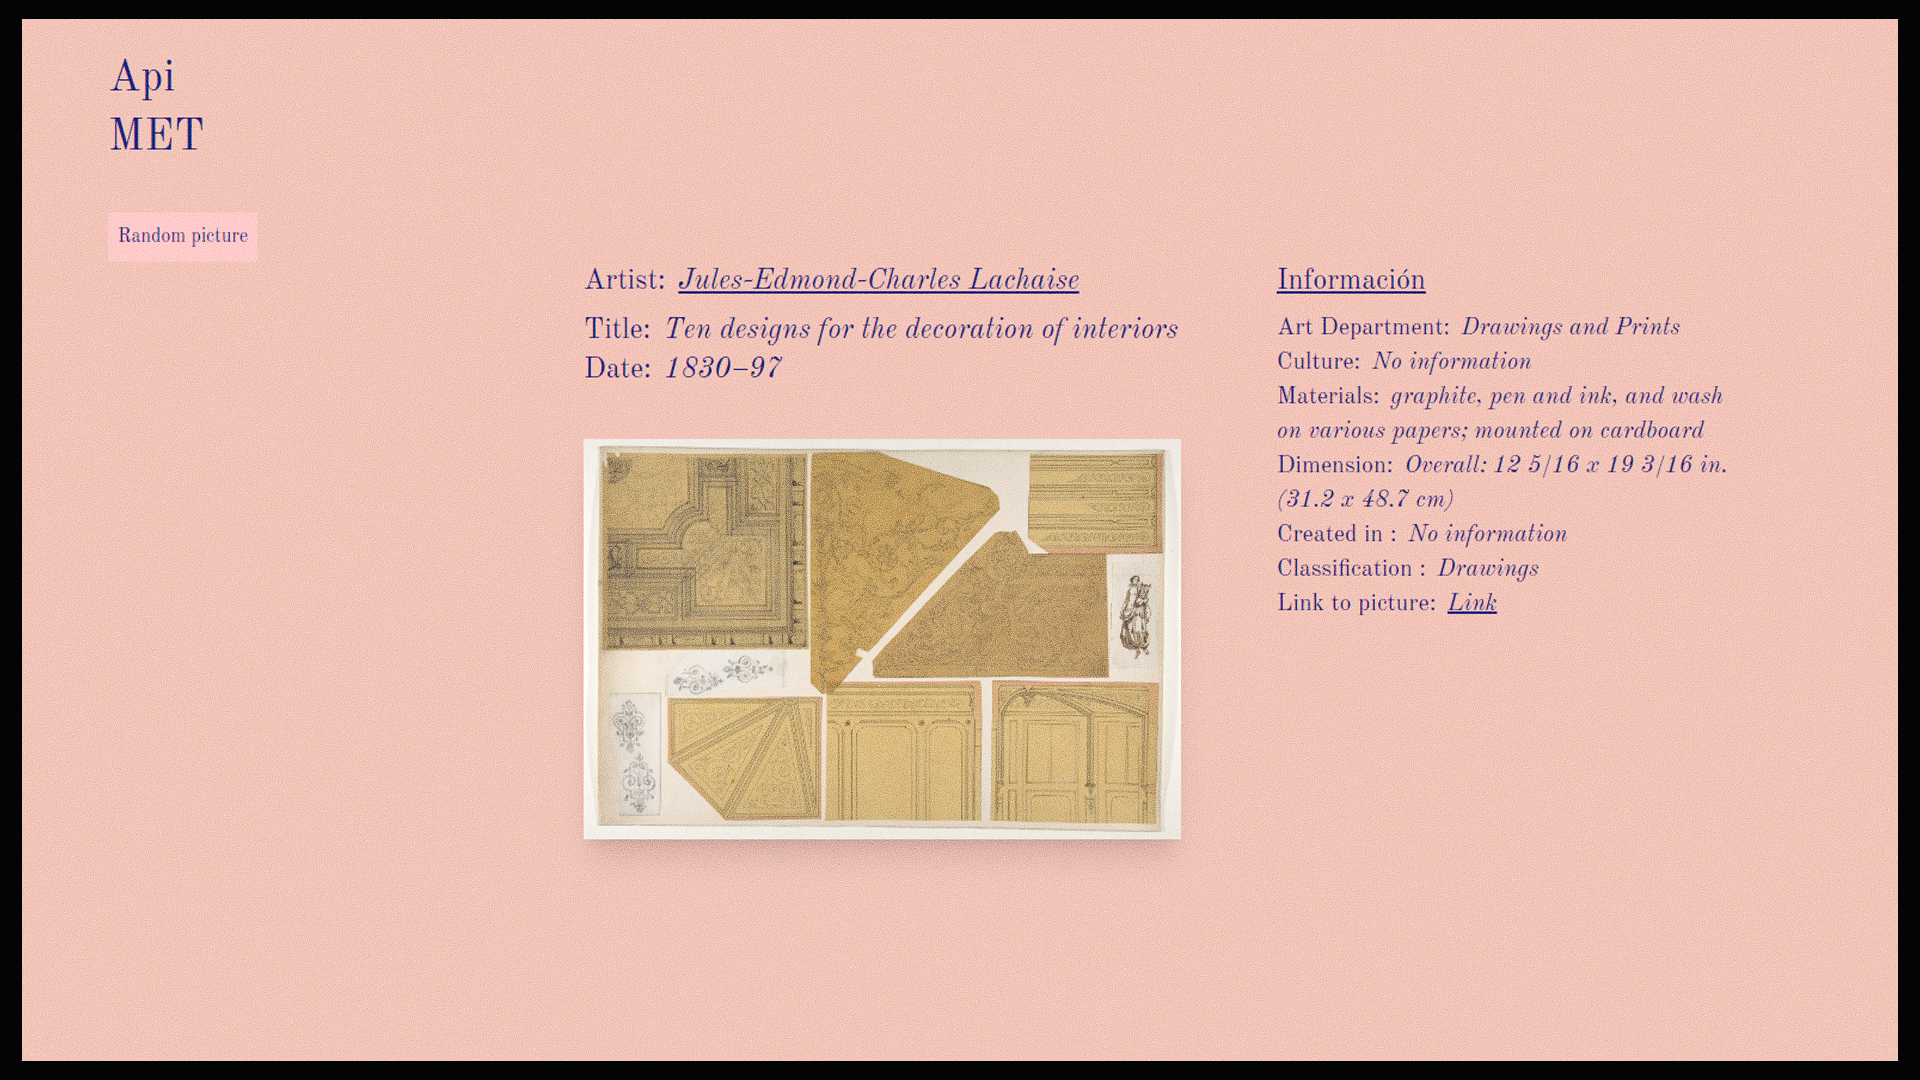 Api
MET
Random picture
Artist: Jules-Edmond-Charles Lachaise
Title: Ten designs for the decoration of interiors
Date: 1830–97
Información
Art Department: Drawings and Prints
Culture: No information
Materials: graphite, pen and ink, and wash
on various papers; mounted on cardboard
Dimension: Overall: 12 5/16 x 19 3/16 in.
(31.2 x 48.7 cm)
Created in : No information
Classification : Drawings
Link to picture: Link